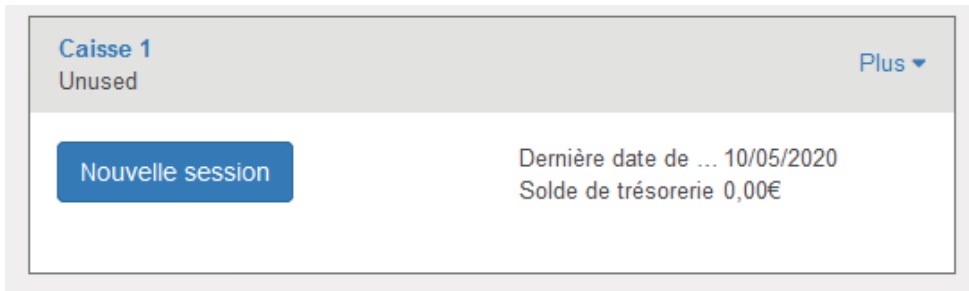 Caisse 1
Unused
Plus
Nouvelle session
Dernière date de ... 10/05/2020
Solde de trésorerie 0,00€